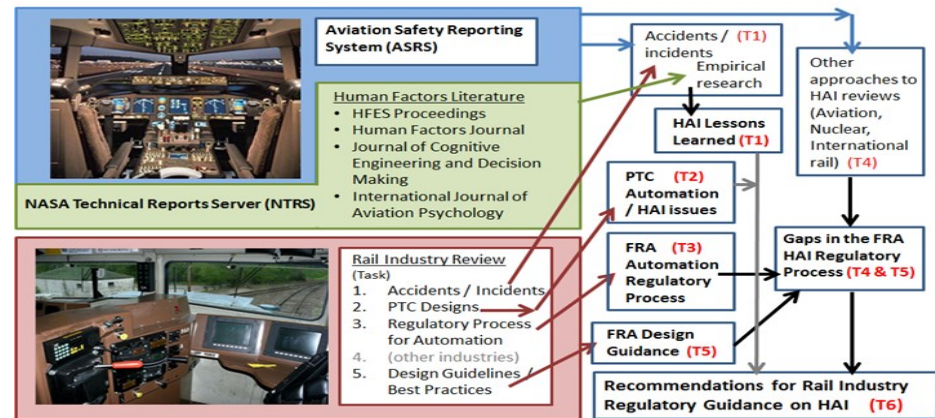 Aviation Safety Reporting
System (ASRS)
Human Factors Literature
• HFES Proceedings
• Human Factors Journal
• Journal of Cognitive
Engineering and Decision
Making
• International Journal of
Aviation Psychology
NASA Technical Reports Server (NTRS)
Rail Industry Review
(Task)
1. Accidents / Incidents
2. PTC Designs
3. Regulatory Process
for Automation
4. (other industries)
5. Design Guidelines /
Best Practices
Accidents / (T1)
incidents
Empirical
research
HAI Lessons
Learned (T1)
PTC (T2)
Automation
/ HAI issues
FRA (T3)
Automation
Regulatory
Process
FRA Design
Guidance (T5)
Other
approaches to
HAI reviews
(Aviation,
Nuclear,
International
rail) (T4)
Gaps in the FRA
HAI Regulatory
Process (T4 & T5)
Recommendations for Rail Industry
Regulatory Guidance on HAI (T6)